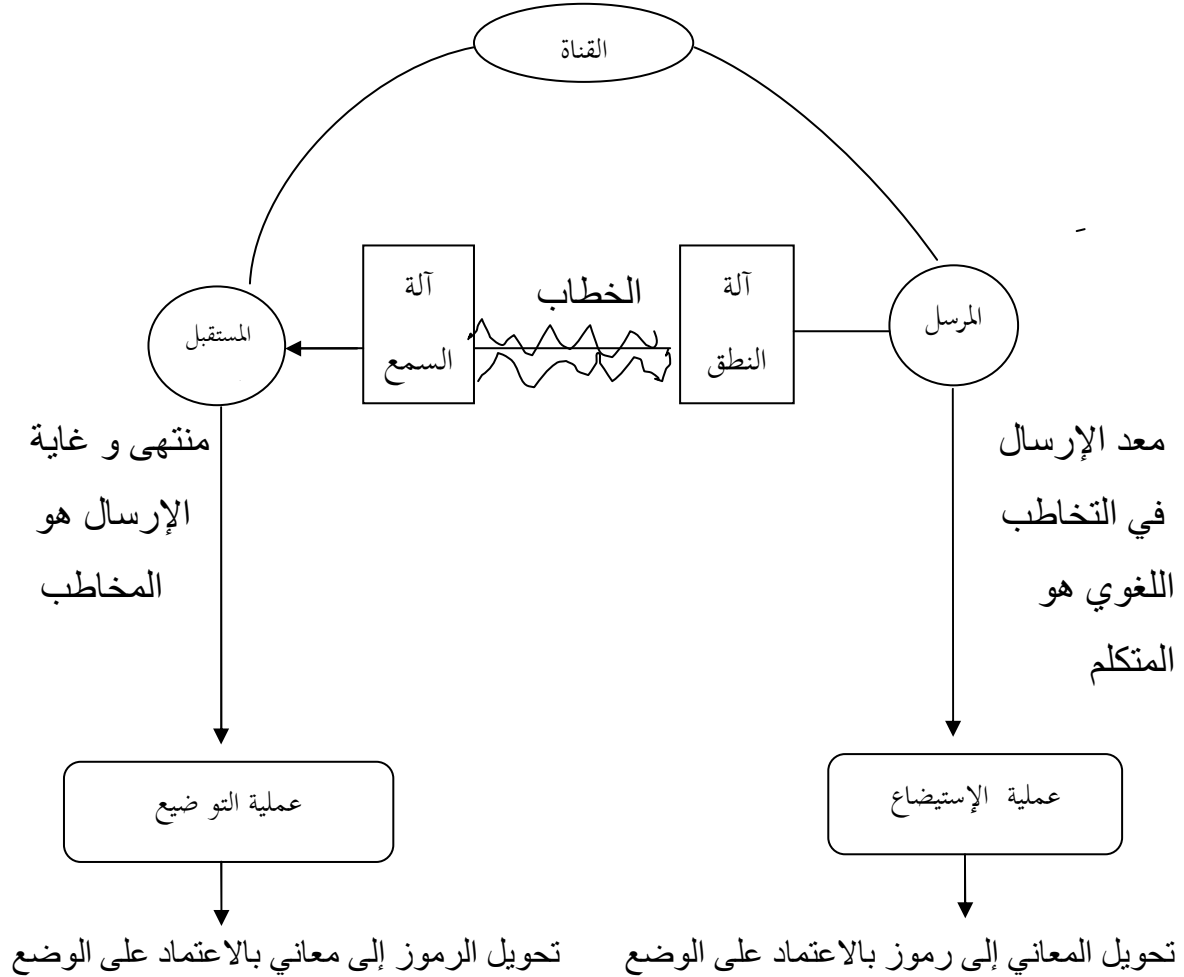 القناة
المرسل
آلة
النطق
الخطاب
آلة
السمع
المستقبل
معد الإرسال
في التخاطب
اللغوي هو
المتكلم
منتهى و غاية
الإرسال هو
المخاطب
عملية الإستيضاع
عملية التو ضيع
تحويل المعاني إلى رموز بالاعتماد على الوضع
تحويل الرموز إلى معاني بالاعتماد على الوضع